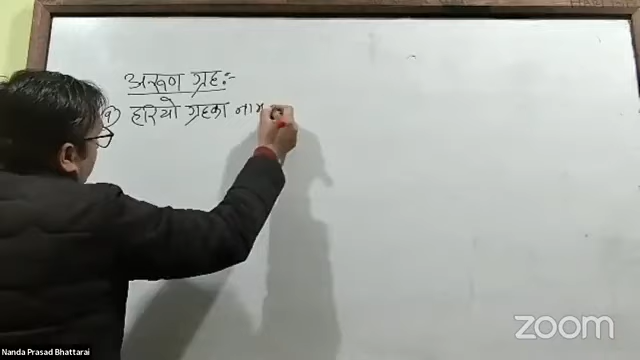 अरूण ग्रह:-
१) हरियो ग्रहका नाम
zoom
Nanda Prasad Bhattarai